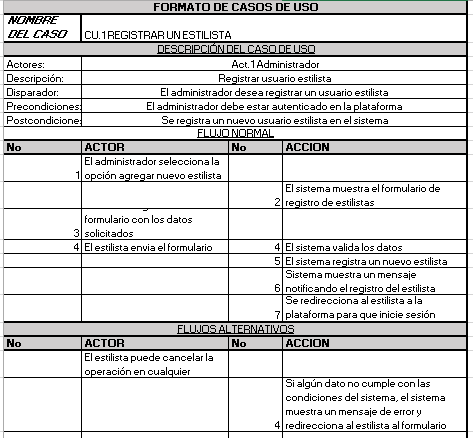 FORMATO DE CASOS DE USO
NOMBRE
DEL CASO CU.1 REGISTRAR UN ESTILISTA
DESCRIPCIÓN DEL CASO DE USO
Actores: Act.1 Administrador
Descripción: Registrar usuario estilista
Disparador: El administrador desea registrar un usuario estilista
Precondiciones: El administrador debe estar autenticado en la plataforma
Postcondicione: Se registra un nuevo usuario estilista en el sistema
FLUJO NORMAL
No ACTOR No ACCION
El administrador selecciona la
1 opción agregar nuevo estilista
El sistema muestra el formulario de
2 registro de estilistas
formulario con los datos
3 solicitados
4 El estilista envia el formulario 4 El sistema valida los datos
5 El sistema registra un nuevo estilista
Sistema muestra un mensaje
6 notificando el registro del estilista
Se redirecciona al estilista a la
7 plataforma para que inicie sesión
FLUJOS ALTERNATIVOS
No ACTOR No ACCION
El estilista puede cancelar la
operación en cualquier
Si algún dato no cumple con las
condiciones del sistema, el sistema
muestra un mensaje de error y
4 redirecciona al estilista al formulario